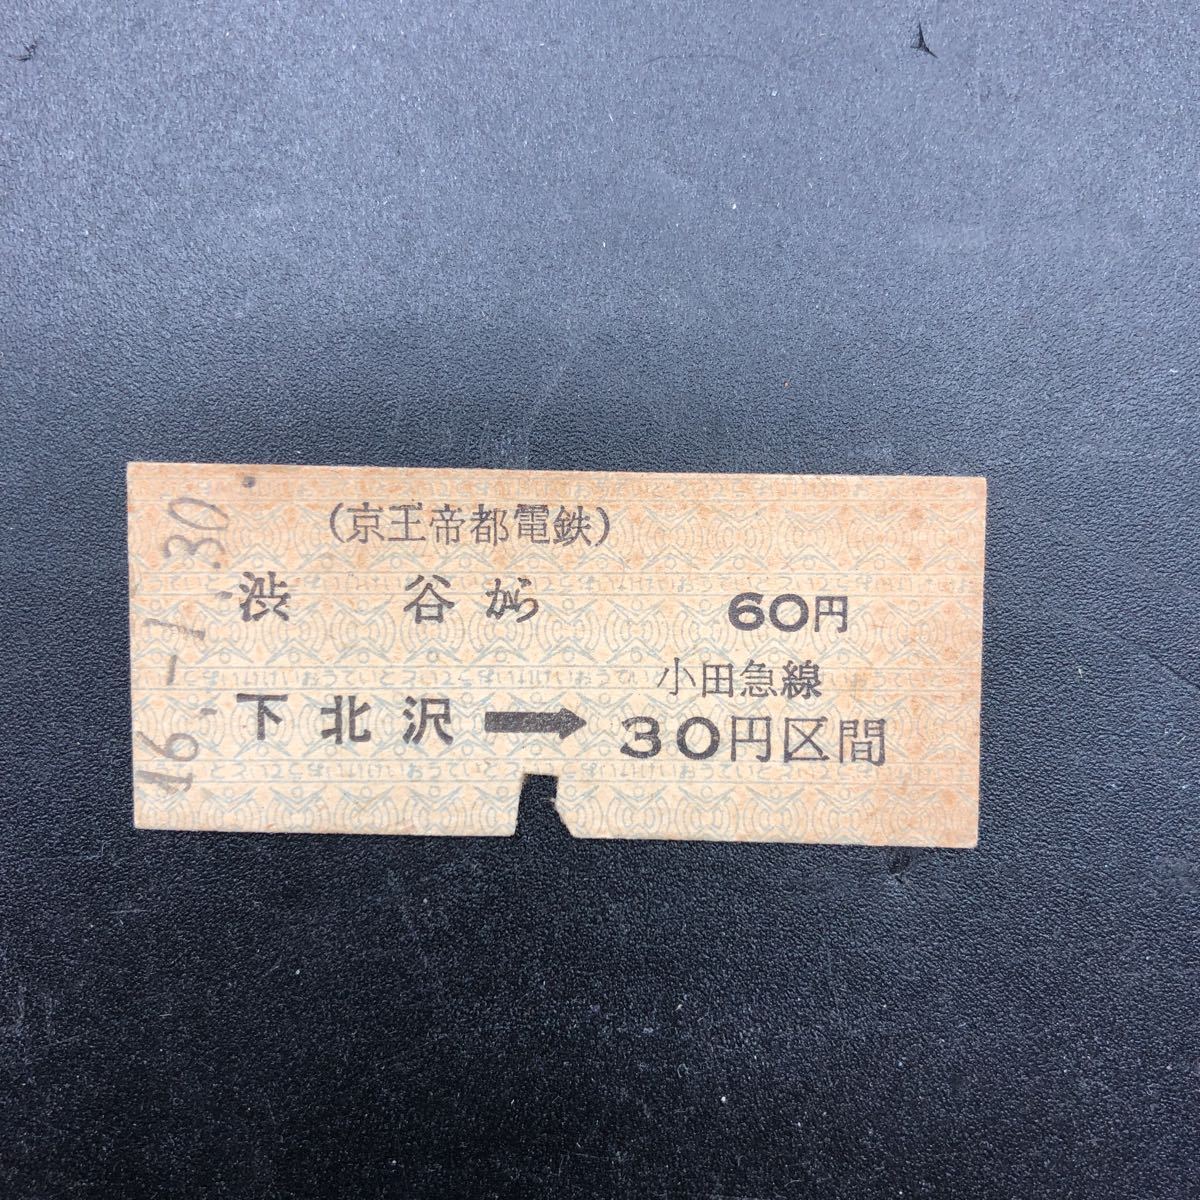 (京王帝都電鉄)
渋谷から 60円
小田急線
下北沢 → 30円区間
46.-1.30